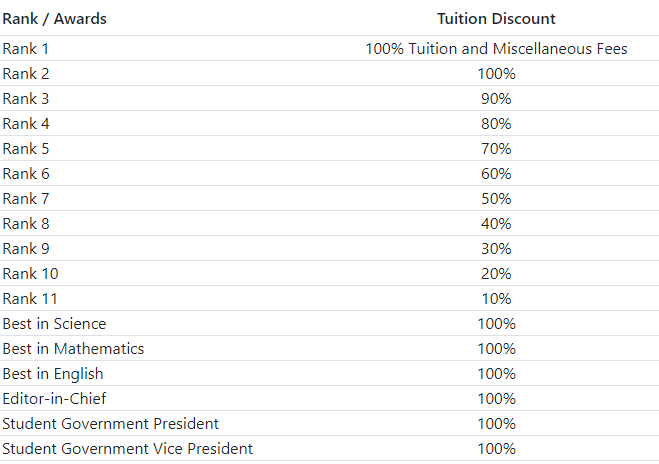 Rank / Awards Tuition Discount
Rank 1 100% Tuition and Miscellaneous Fees
Rank 2 100%
Rank 3 90%
Rank 4 80%
Rank 5 70%
Rank 6 60%
Rank 7 50%
Rank 8 40%
Rank 9 30%
Rank 10 20%
Rank 11 10%
Best in Science 100%
Best in Mathematics 100%
Best in English 100%
Editor-in-Chief 100%
Student Government President 100%
Student Government Vice President 100%